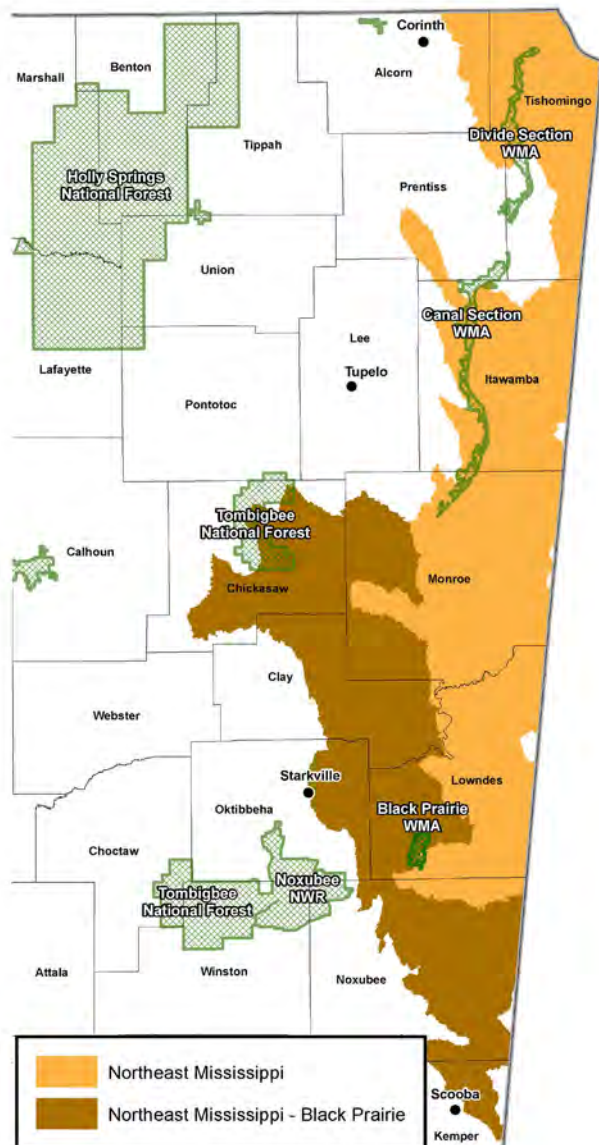 Corinth
Marshall
Benton
Alcorn
Tishomingo
Divide Section
WMA
Tippah
Holly Springs
National Forest
Prentiss
Union
Canal Section
WMA
Lee
Tupelo
Lafayette
Itawamba
Pontotoc
Tombigbee
National Forest
Calhoun
Chickasaw
Monroe
Clay
Webster
Starkville
Lowndes
Oktibbeha
Black Prairie
WMA
Choctaw
Noxubee
NWR
Tombigbee
National Forest
Attala
Winston
Noxubee
Northeast Mississippi
Northeast Mississippi - Black Prairie
Scooba
Kemper